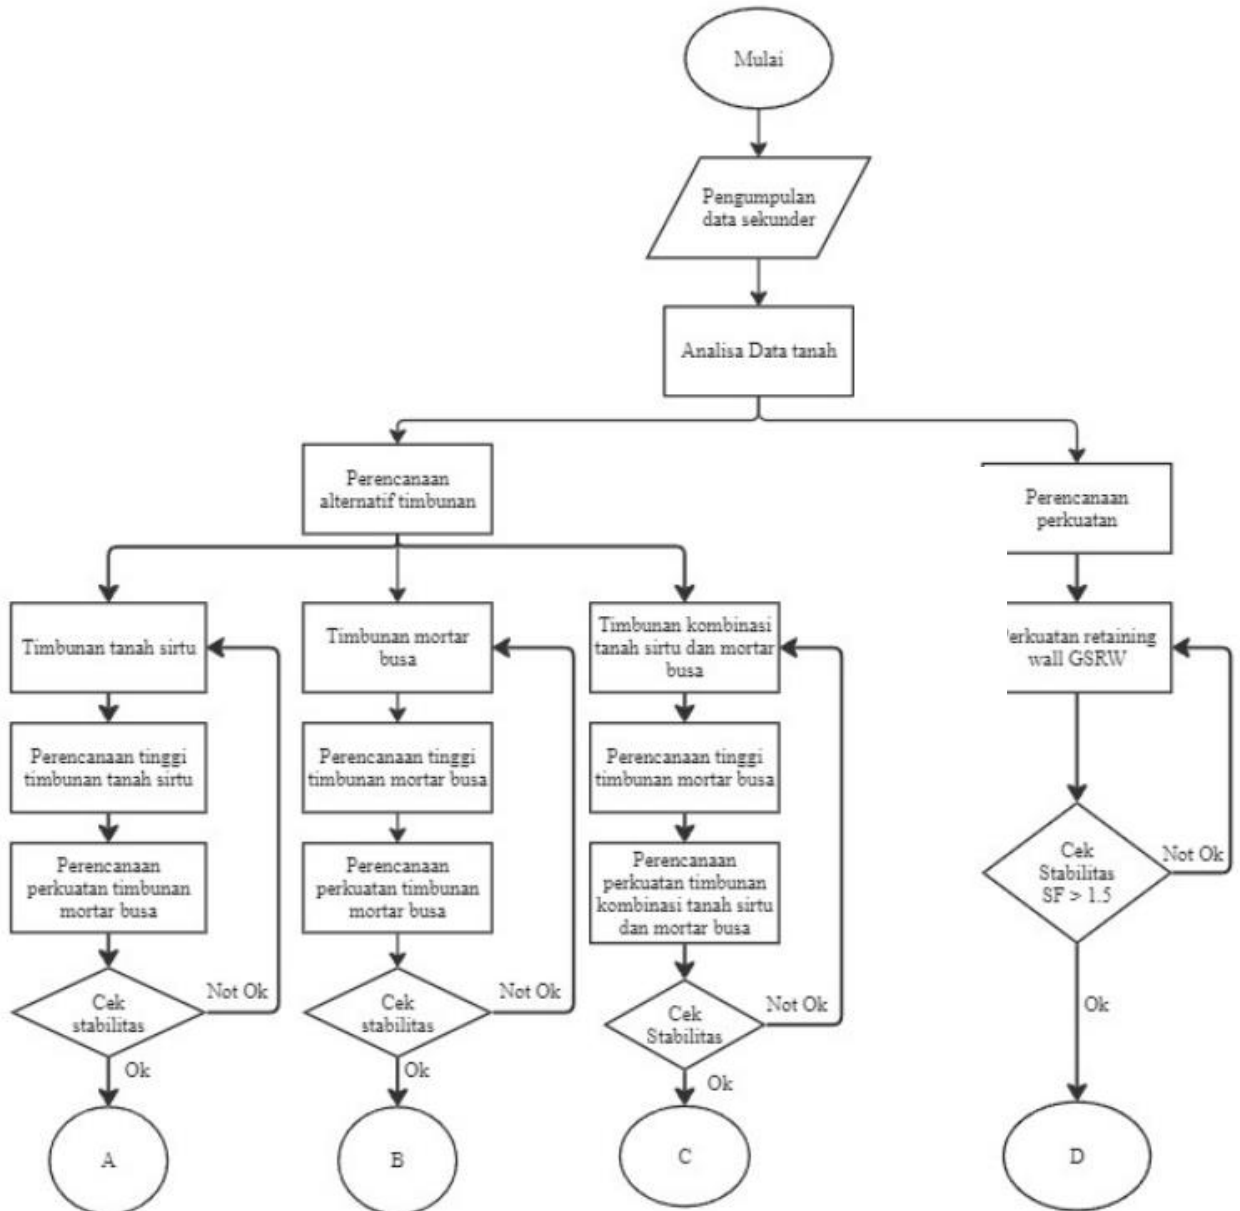 Mulai
Pengumpulan
data sekunder
Analisa Data tanah
Perencanaan
alternatif timbunan
Perencanaan
perkuatan
Timbunan tanah sirtu
Timbunan mortar
busa
Timbunan kombinasi
tanah sirtu dan mortar
busa
erkuatan retaining
wall GSRW
Perencanaan tinggi
timbunan tanah sirtu
Perencanaan tinggi
timbunan mortar busa
Perencanaan tinggi
timbunan mortar busa
Perencanaan
perkuatan timbunan
mortar busa
Perencanaan
perkuatan timbunan
mortar busa
Perencanaan
perkuatan timbunan
kombinasi tanah sirtu
dan mortar busa
Cek
Stabilitas
SF > 1.5
Not Ok
Cek
stabilitas
Not Ok
Cek
stabilitas
Not Ok
Cek
Stabilitas
Not Ok
Ok
Ok
Ok
Ok
A
B
C
D